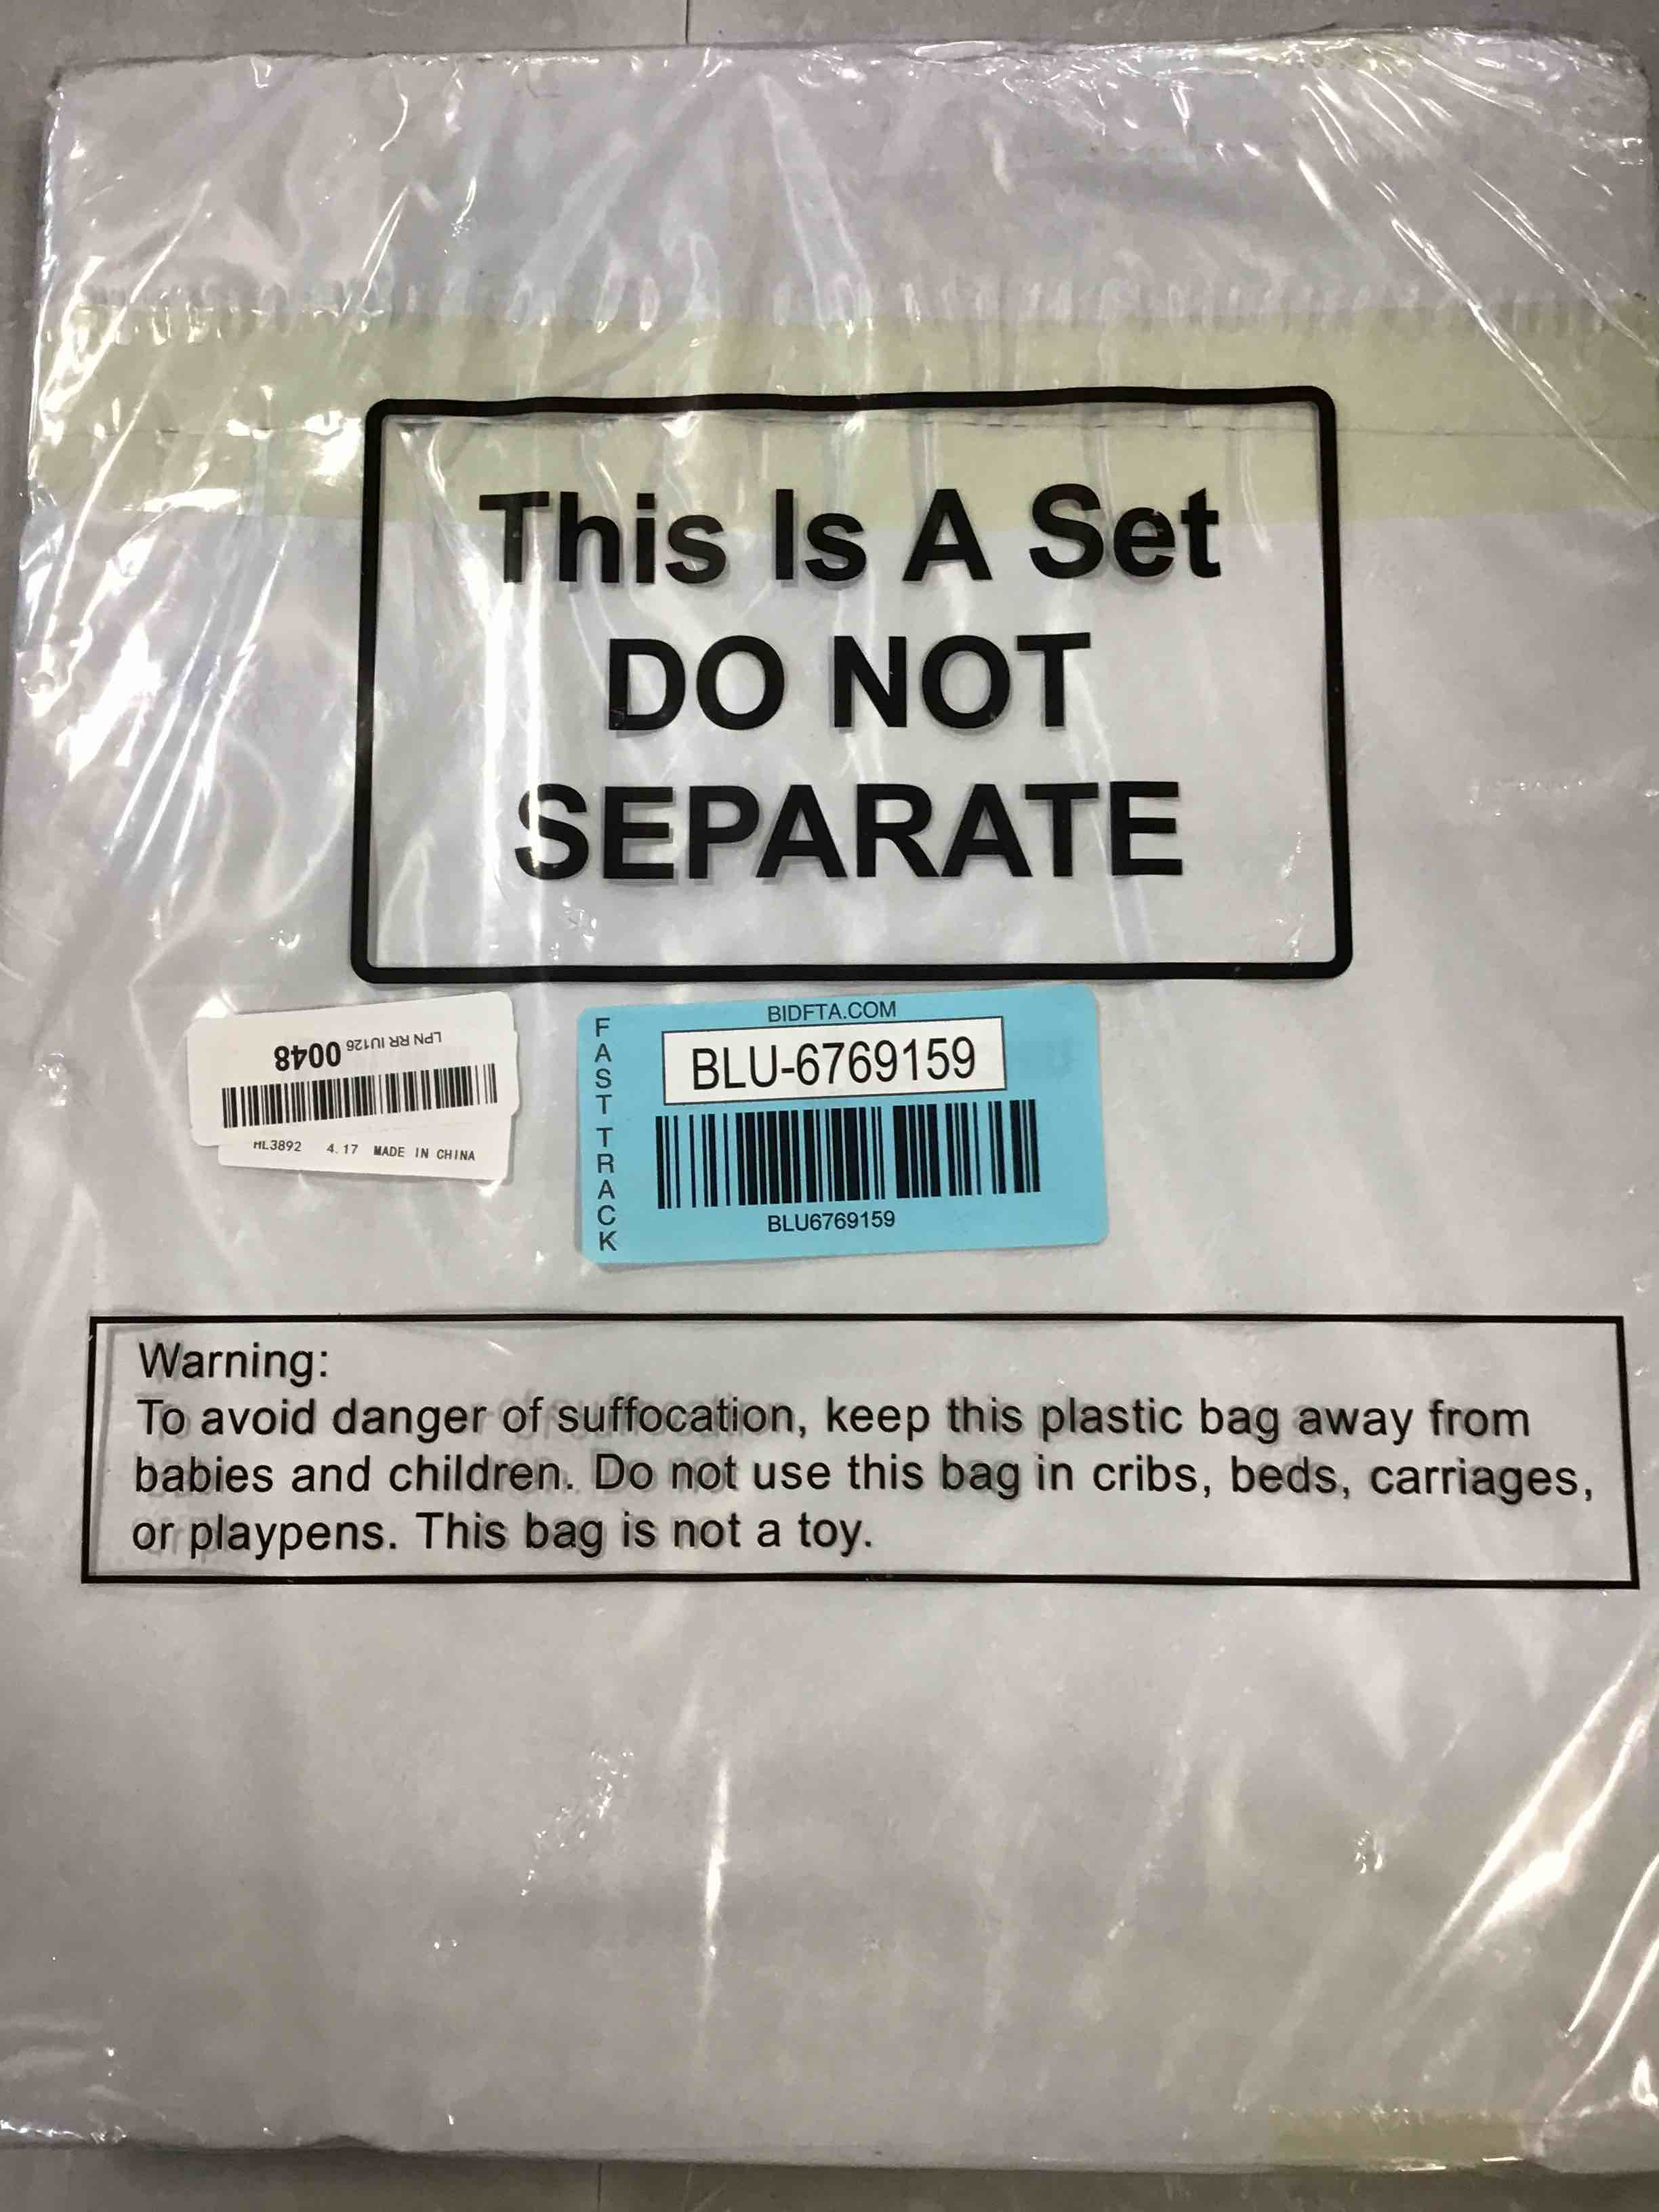 This Is A Set
DO NOT
SEPARATE
LPN RR IU126 0048
ML3892 4.17 MADE IN CHINA
FAST TRACK
BIDFTA.COM
BLU-6769159
BLU6769159
Warning:
To avoid danger of suffocation, keep this plastic bag away from
babies and children. Do not use this bag in cribs, beds, carriages,
or playpens. This bag is not a toy.